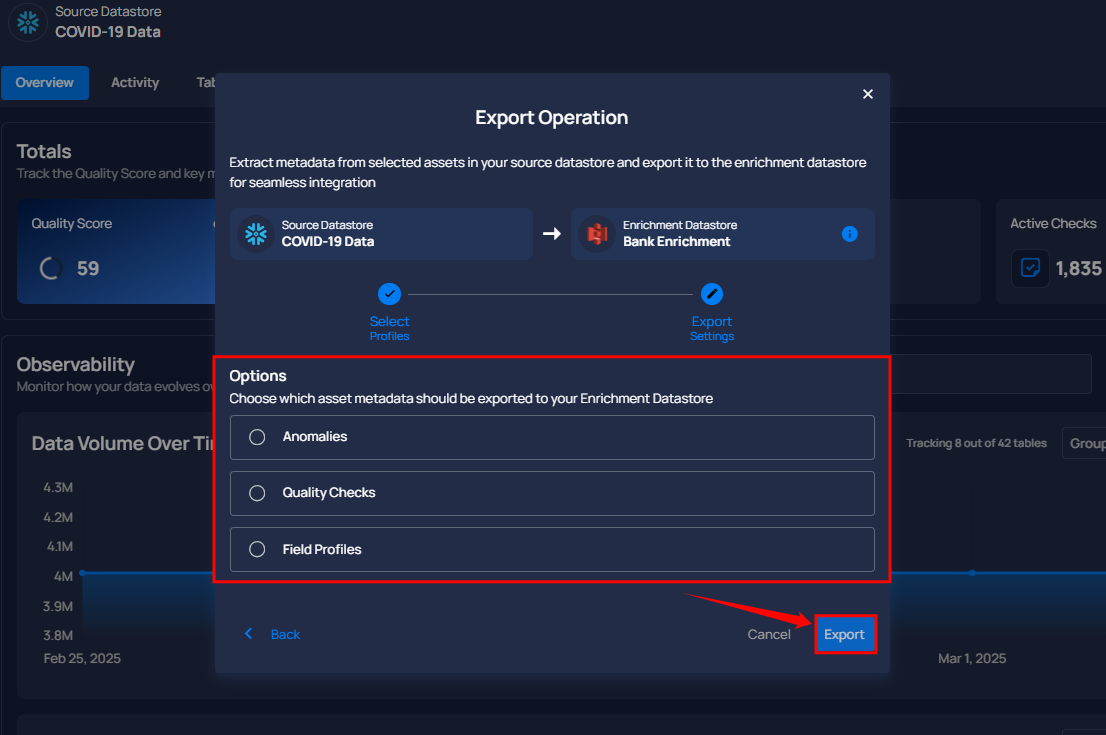 Source Datastore
COVID-19 Data
Overview
Activity
Export Operation
Extract metadata from selected assets in your source datastore and export it to the enrichment datastore
for seamless integration
Totals
Track the Quality Score and key
Quality Score
59
Active Checks
1,835
Source Datastore
COVID-19 Data
Enrichment Datastore
Bank Enrichment
Select
Profiles
Export
Settings
Observability
Monitor how your data evolves
Options
Choose which asset metadata should be exported to your Enrichment Datastore
Anomalies
Quality Checks
Field Profiles
Data Volume Over
Tracking 8 out of 42 tables
4.3M
4.2M
4.1M
4M
3.9M
3.8M
Feb 25, 2025
Mar 1, 2025
Back
Cancel
Export